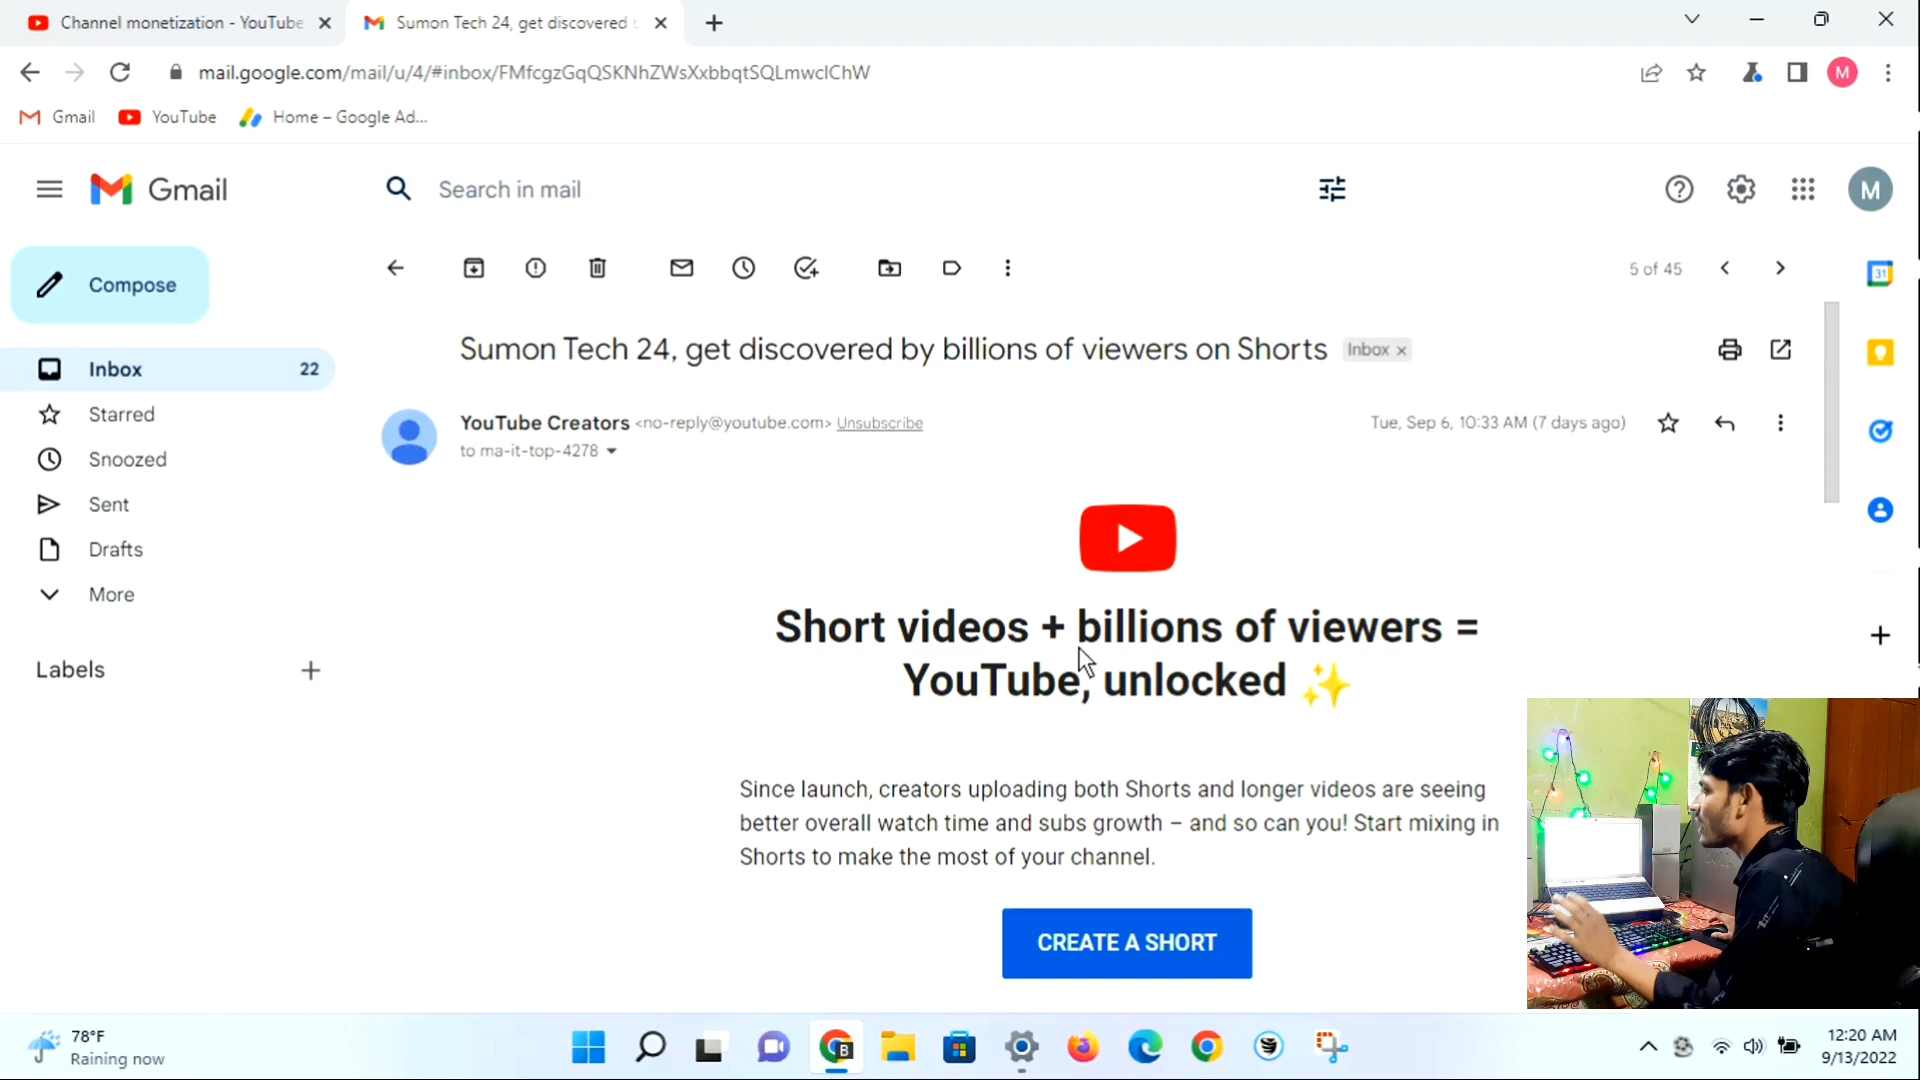 Channel monetization - YouTube
Sumon Tech 24, get discovered b
mail.google.com/mail/u/4/#inbox/FMfcgzGqQSKNhZWsXxbbqtSQLmwclChW
M
Gmail
YouTube
Home – Google Ad...
Gmail
Search in mail
M
Compose
5 of 45
31
Inbox 22
Starred
Snoozed
Sent
Drafts
More
Labels
Sumon Tech 24, get discovered by billions of viewers on Shorts Inbox x
YouTube Creators <no-reply@youtube.com> Unsubscribe
Tue, Sep 6, 10:33 AM (7 days ago)
to ma-it-top-4278
Short videos + billions of viewers =
YouTube, unlocked ✨
Since launch, creators uploading both Shorts and longer videos are seeing
better overall watch time and subs growth – and so can you! Start mixing in
Shorts to make the most of your channel.
CREATE A SHORT
78°F
Raining now
B
12:20 AM
9/13/2022